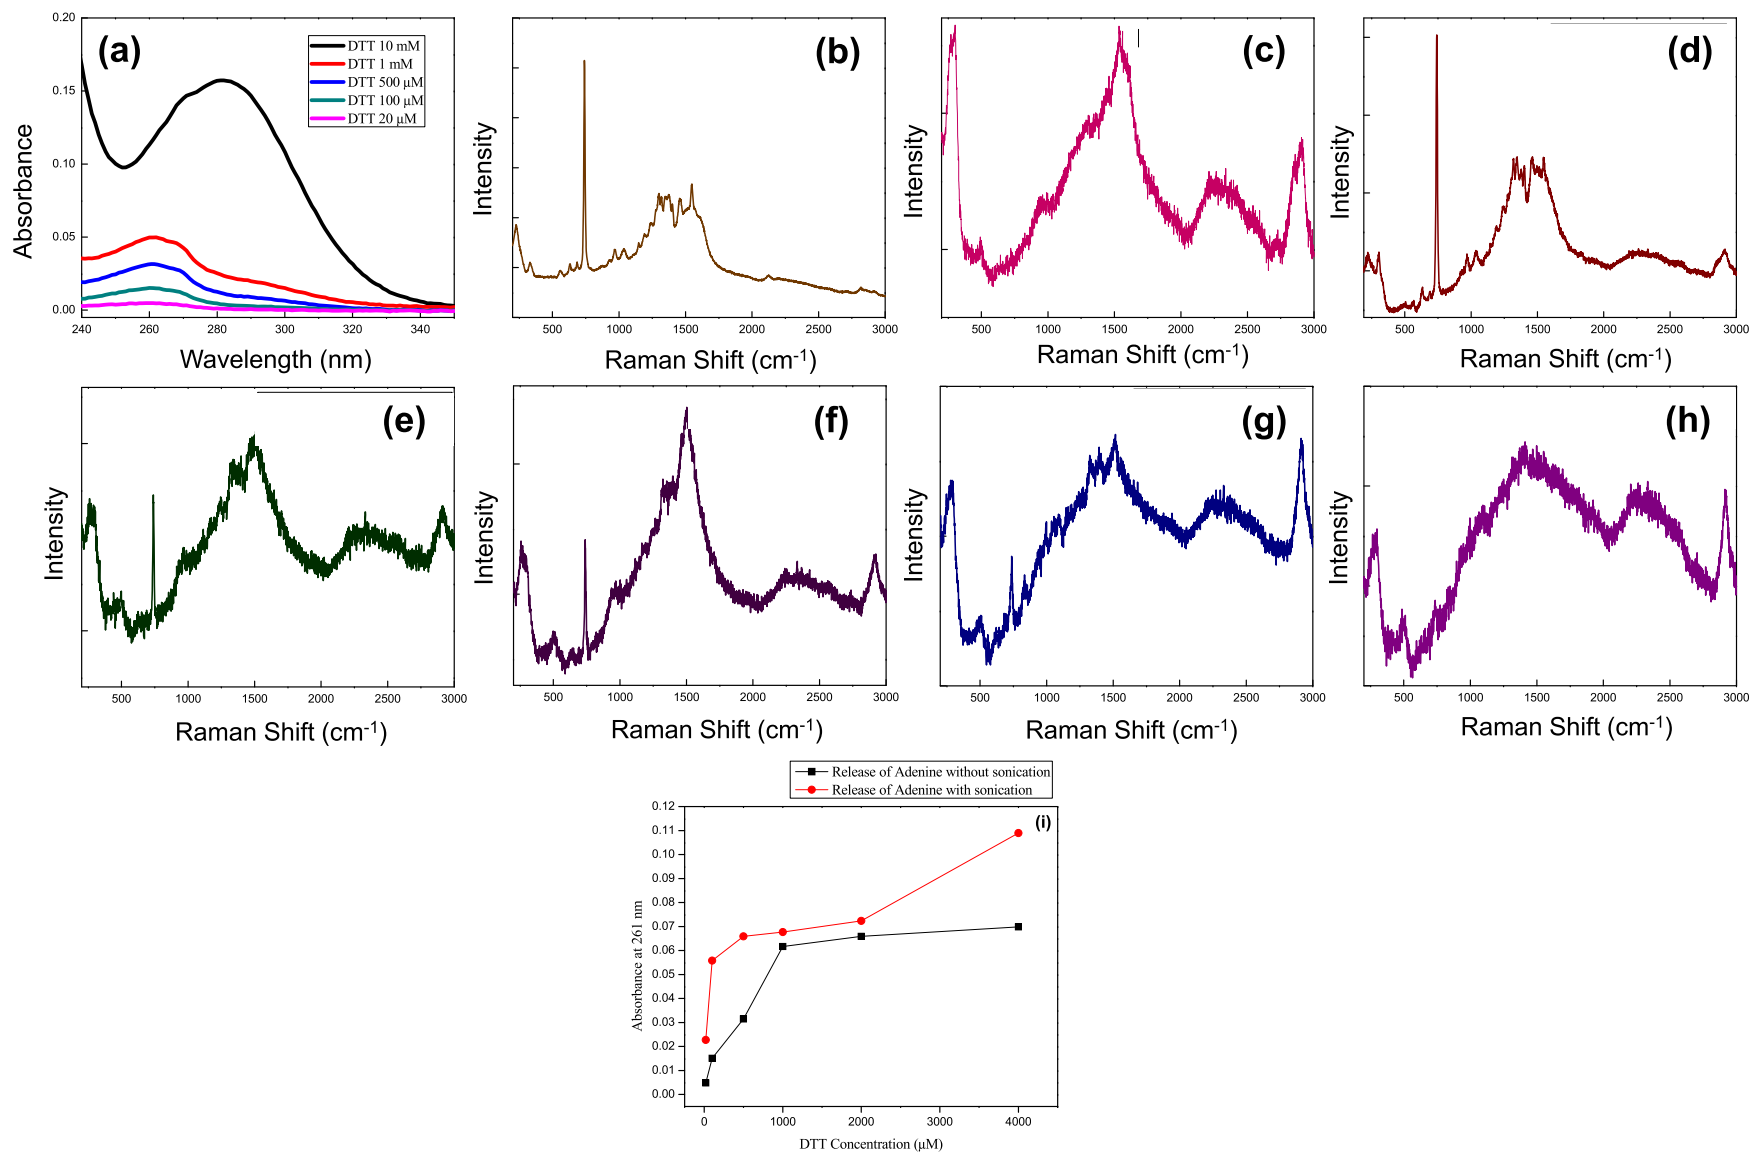 (a)
DTT 10 mM
DTT 1 mM
DTT 500 μM
DTT 100 μM
DTT 20 μM
0.20
0.15
0.10
0.05
0.00
240 260 280 300 320 340
Absorbance
Wavelength (nm)
(b)
Intensity
500 1000 1500 2000 2500 3000
Raman Shift (cm-1)
(c)
Intensity
500 1000 1500 2000 2500 3000
Raman Shift (cm-1)
(d)
Intensity
500 1000 1500 2000 2500 3000
Raman Shift (cm-1)
(e)
Intensity
500 1000 1500 2000 2500 3000
Raman Shift (cm-1)
(f)
Intensity
500 1000 1500 2000 2500 3000
Raman Shift (cm-1)
(g)
Intensity
500 1000 1500 2000 2500 3000
Raman Shift (cm-1)
(h)
Intensity
500 1000 1500 2000 2500 3000
Raman Shift (cm-1)
Release of Adenine without sonication
Release of Adenine with sonication
(i)
0.12
0.11
0.10
0.09
0.08
0.07
0.06
0.05
0.04
0.03
0.02
0.01
0.00
Absorbance at 261 nm
0 1000 2000 3000 4000
DTT Concentration (μM)